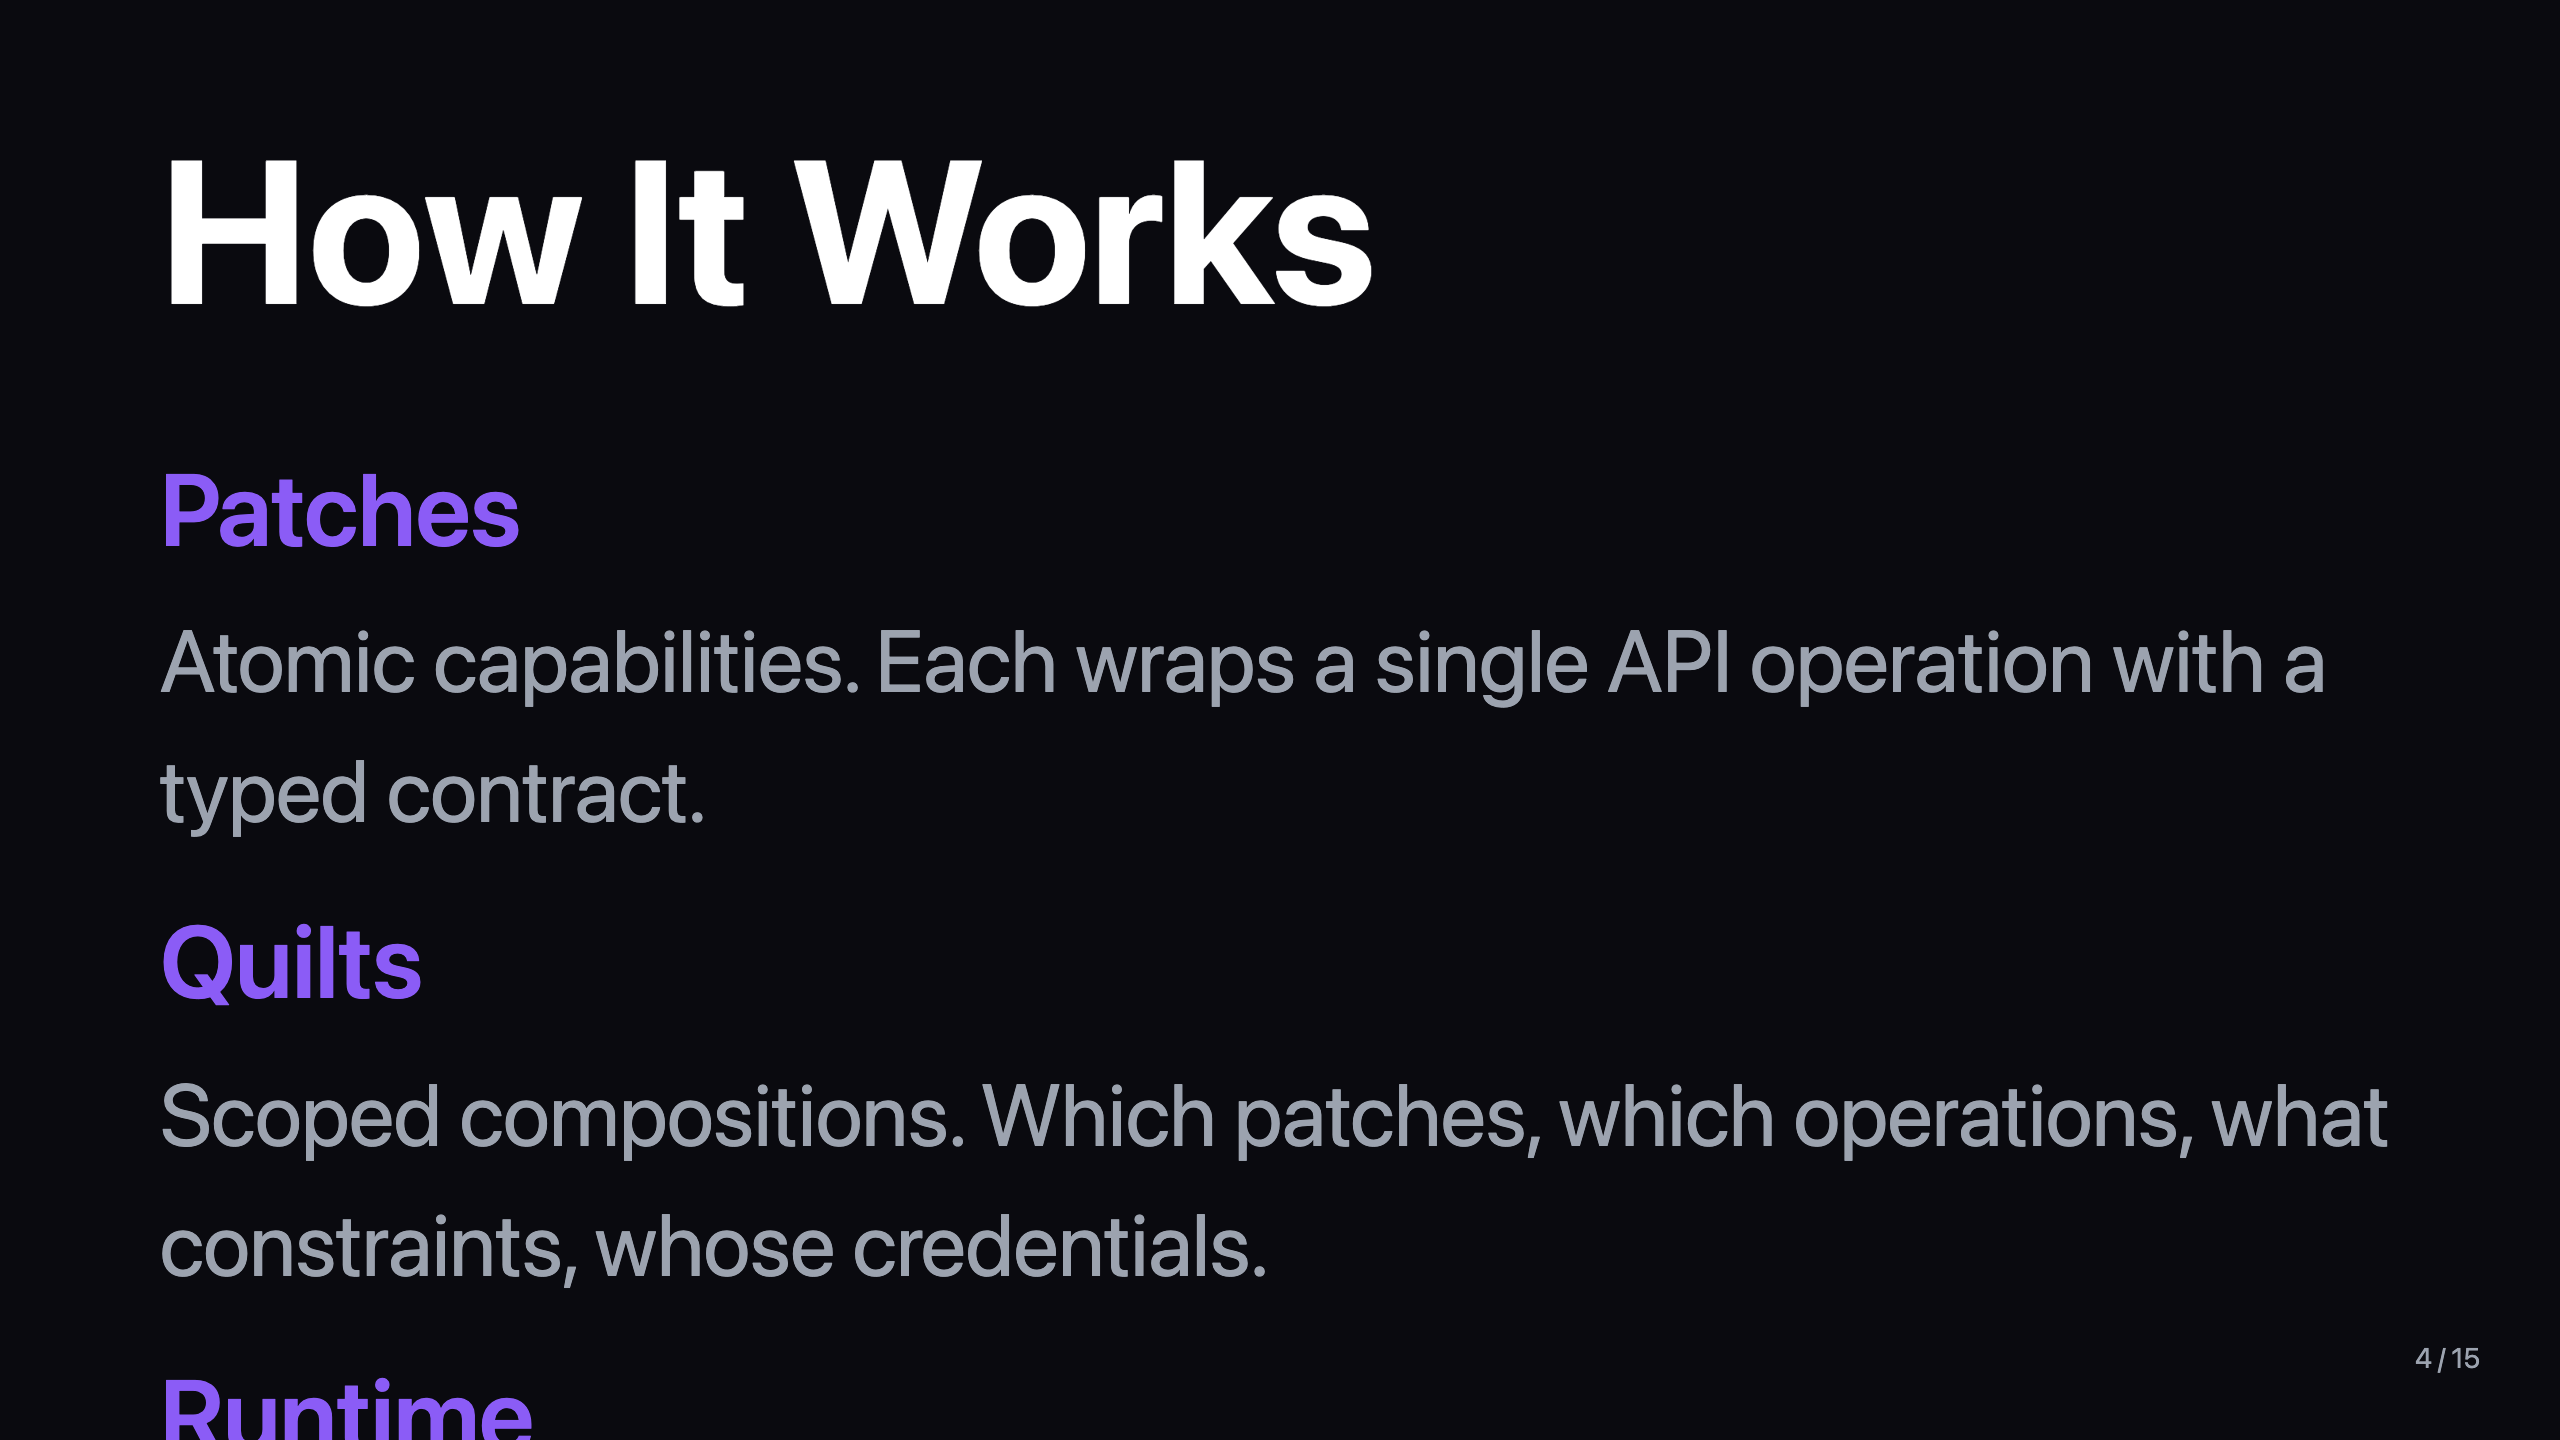 How It Works
Patches
Atomic capabilities. Each wraps a single API operation with a
typed contract.
Quilts
Scoped compositions. Which patches, which operations, what
constraints, whose credentials.
4 / 15
Runtime